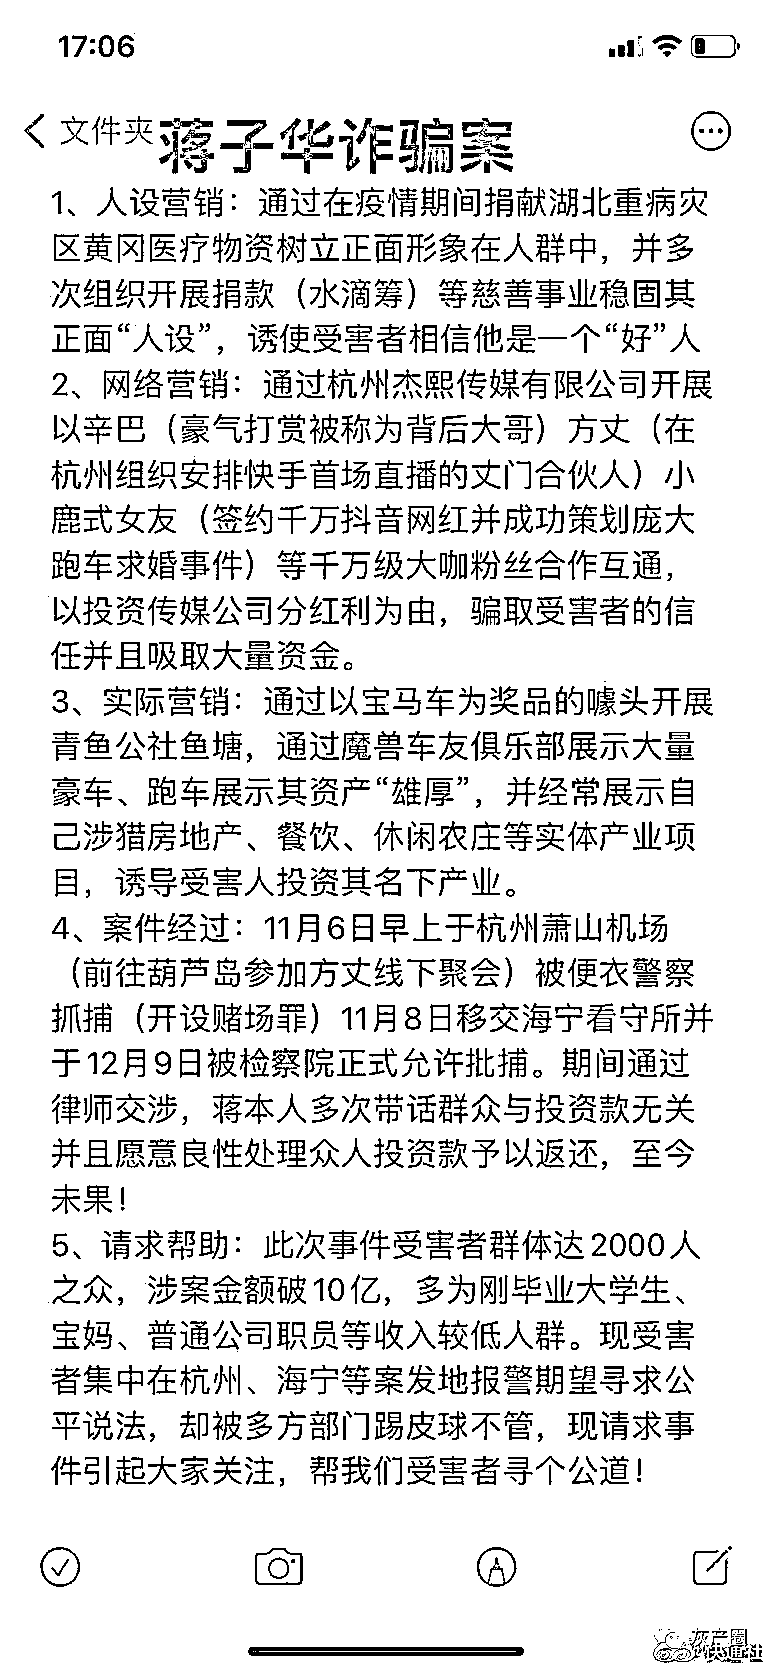 17:06
文件夹
蒋子华诈骗案
1、人设营销：通过在疫情期间捐献湖北重病灾
区黄冈医疗物资树立正面形象在人群中，并多
次组织开展捐款（水滴筹）等慈善事业稳固其
正面“人设”，诱使受害者相信他是一个“好”人
2、网络营销：通过杭州杰熙传媒有限公司开展
以辛巴（豪气打赏被称为背后大哥）方丈（在
杭州组织安排快手首场直播的丈门合伙人）小
鹿式女友（签约千万抖音网红并成功策划庞大
跑车求婚事件）等千万级大咖粉丝合作互通，
以投资传媒公司分红利为由，骗取受害者的信
任并且吸取大量资金。
3、实际营销：通过以宝马车为奖品的噱头开展
青鱼公社鱼塘，通过魔兽车友俱乐部展示大量
豪车、跑车展示其资产“雄厚”，并经常展示自
己涉猎房地产、餐饮、休闲农庄等实体产业项
目，诱导受害人投资其名下产业。
4、案件经过：11月6日早上于杭州萧山机场
（前往葫芦岛参加方丈线下聚会）被便衣警察
抓捕（开设赌场罪）11月8日移交海宁看守所并
于12月9日被检察院正式允许批捕。期间通过
律师交涉，蒋本人多次带话群众与投资款无关
并且愿意良性处理众人投资款予以返还，至今
未果！
5、请求帮助：此次事件受害者群体达2000人
之众，涉案金额破10亿，多为刚毕业大学生、
宝妈、普通公司职员等收入较低人群。现受害
者集中在杭州、海宁等案发地报警期望寻求公
平说法，却被多方部门踢皮球不管，现请求事
件引起大家关注，帮我们受害者寻个公道！
灰产圈
快通社